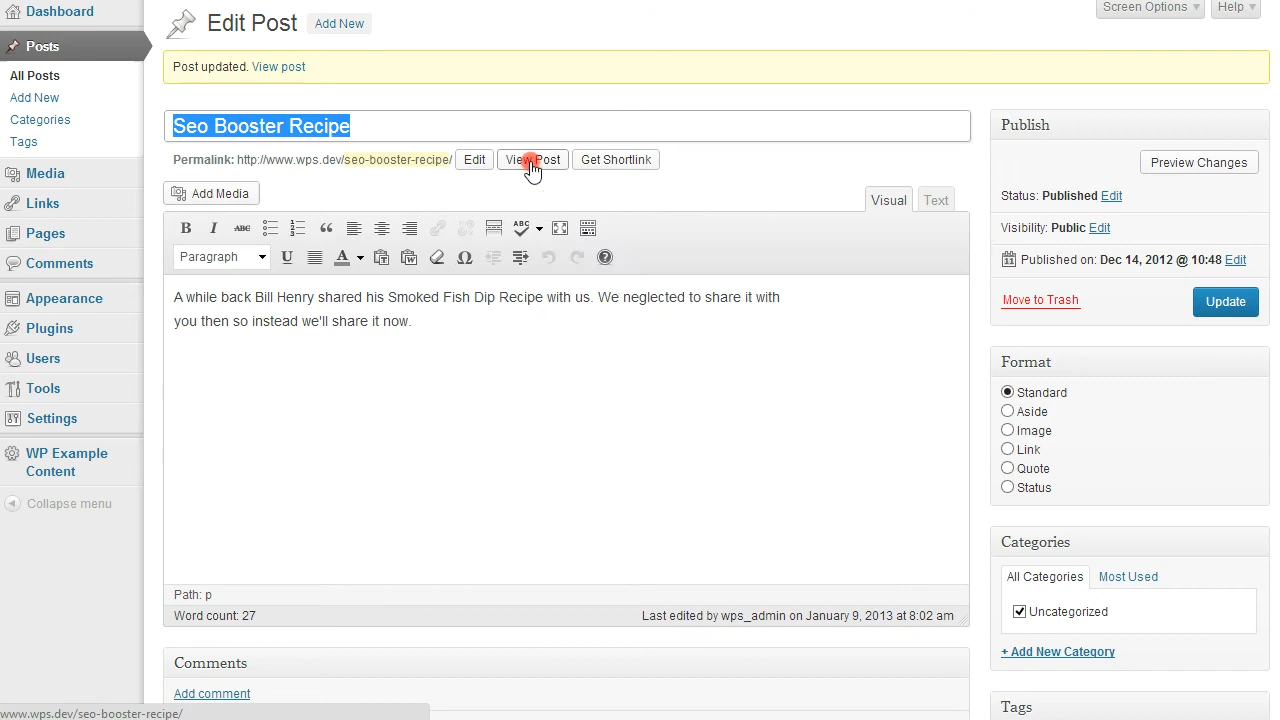 Dashboard
Posts
All Posts
Add New
Categories
Tags
Media
Links
Pages
Comments
Appearance
Plugins
Users
Tools
Settings
WP Example
Content
Collapse menu
Screen Options
Help
Edit Post
Add New
Post updated. View post
Seo Booster Recipe
Permalink: http://www.wps.dev/seo-booster-recipe/
Edit
View Post
Get Shortlink
Add Media
Visual
Text
B
I
ABC
ABC
Paragraph
U
A
Ω
A while back Bill Henry shared his Smoked Fish Dip Recipe with us. We neglected to share it with
you then so instead we'll share it now.
Path: p
Word count: 27
Last edited by wps_admin on January 9, 2013 at 8:02 am
Comments
Add comment
Publish
Preview Changes
Status: Published Edit
Visibility: Public Edit
Published on: Dec 14, 2012 @ 10:48 Edit
Move to Trash
Update
Format
Standard
Aside
Image
Link
Quote
Status
Categories
All Categories
Most Used
Uncategorized
+ Add New Category
Tags
www.wps.dev/seo-booster-recipe/